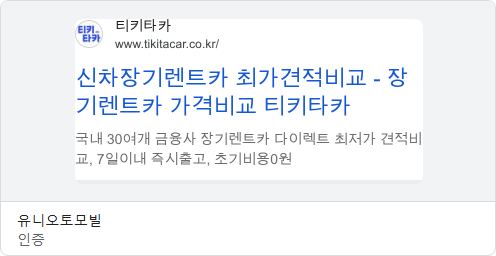 티키타카
티키타카
www.tikitacar.co.kr/
신차장기렌트카 최가견적비교 - 장
기렌트카 가격비교 티키타카
국내 30여개 금융사 장기렌트카 다이렉트 최저가 견적비
교, 7일이내 즉시출고, 초기비용0원
유니오토모빌
인증